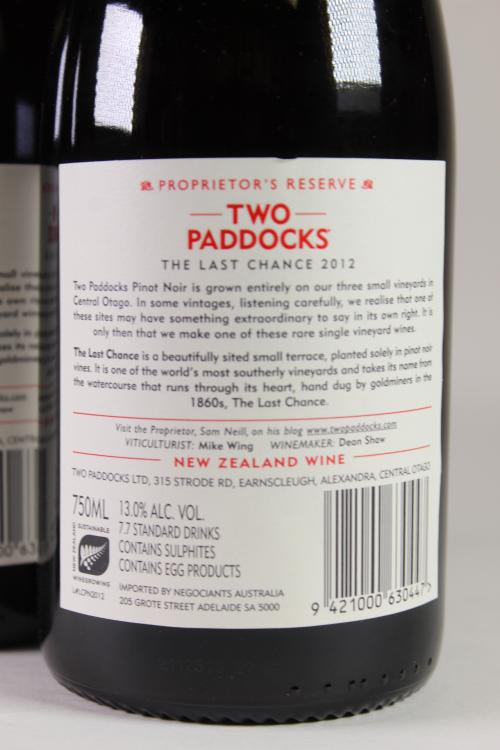 PROPRIETOR'S RESERVE
TWO
PADDOCKS
THE LAST CHANCE 2012
Two Paddocks Pinot Noir is grown entirely on our three small vineyards in
Central Otago. In some vintages, listening carefully, we realise that one of
these sites may have something extraordinary to say in its own right. It is
only then that we make one of these rare single vineyard wines.
The Last Chance is a beautifully sited small terrace, planted solely in pinot noir
vines. It is one of the world's most southerly vineyards and takes its name from
the watercourse that runs through its heart, hand dug by goldminers in the
1860s, The Last Chance.
Visit the Proprietor, Sam Neill, on his blog www.twopaddocks.com
VITICULTURIST: Mike Wing WINEMAKER: Dean Shaw
NEW ZEALAND WINE
TWO PADDOCKS LTD, 315 STRODE RD, EARNSCLEUGH, ALEXANDRA, CENTRAL OTAGO
750ML
13.0% ALC. VOL.
7.7 STANDARD DRINKS
CONTAINS SULPHITES
CONTAINS EGG PRODUCTS
NEW ZEALAND
SUSTAINABLE
WINEGROWING
L#LCPN2012
IMPORTED BY NEGOCIANTS AUSTRALIA
205 GROTE STREET ADELAIDE SA 5000
9 421000 630447 >